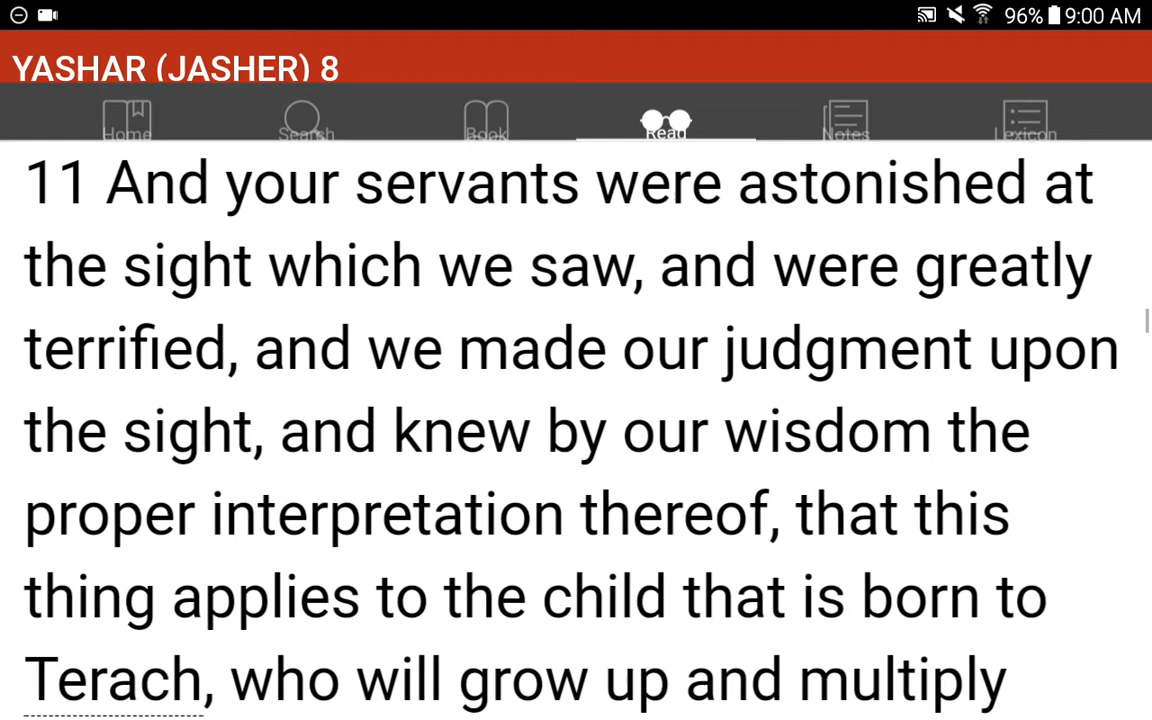 96% 9:00 AM
YASHAR (JASHER) 8
Home Search Book Read Notes Lexicon
11 And your servants were astonished at
the sight which we saw, and were greatly
terrified, and we made our judgment upon
the sight, and knew by our wisdom the
proper interpretation thereof, that this
thing applies to the child that is born to
Terach, who will grow up and multiply